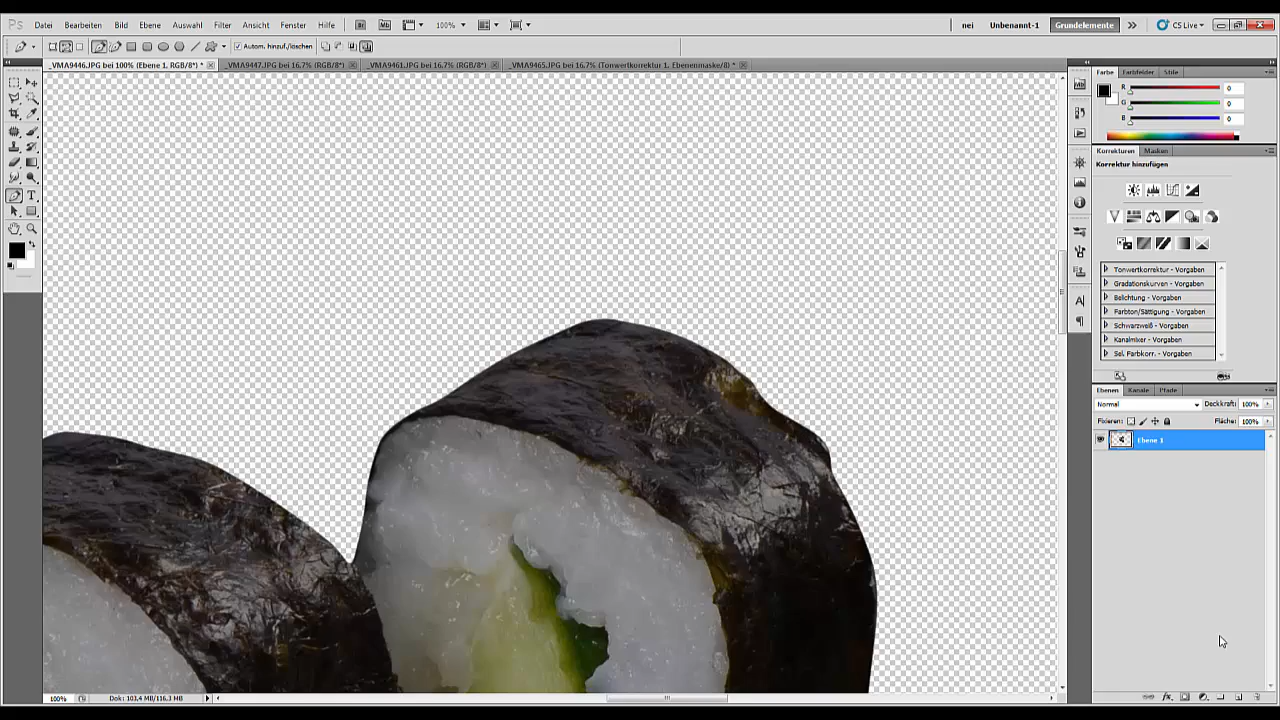 Ps Datei Bearbeiten Bild Ebene Auswahl Filter Ansicht Fenster Hilfe Br Mb 100% nei Unbenannt-1 Grundelemente CS Live
Autom. hinzuf./löschen
_VMA9446.JPG bei 100% (Ebene 1, RGB/8*) * _VMA9447.JPG bei 16.7% (RGB/8*) _VMA9461.JPG bei 16.7% (RGB/8*) _VMA9465.JPG bei 16.7% (Tonwertkorrektur 1, Ebenenmaske/8) *
Farbe Farbfelder Stile
R 0
G 0
B 0
Korrekturen Masken
Korrektur hinzufügen
Tonwertkorrektur - Vorgaben
Gradationskurven - Vorgaben
Belichtung - Vorgaben
Farbton/Sättigung - Vorgaben
Schwarzweiß - Vorgaben
Kanalmixer - Vorgaben
Sel. Farbkorr. - Vorgaben
Ebenen Kanäle Pfade
Normal Deckkraft: 100%
Fixieren: Fläche: 100%
Ebene 1
100% Dok: 103,4 MB/116,3 MB